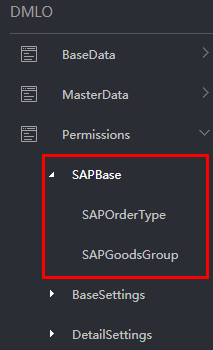 DMLO
BaseData
MasterData
Permissions
SAPBase
SAPOrderType
SAPGoodsGroup
BaseSettings
DetailSettings